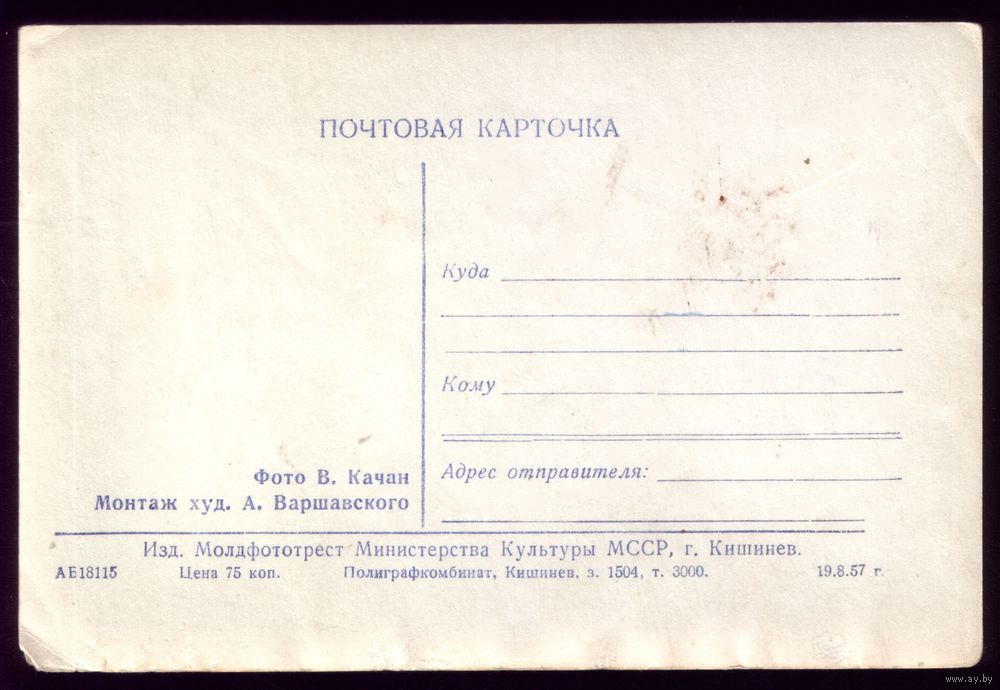 ПОЧТОВАЯ КАРТОЧКА
Куда
Кому
Адрес отправителя:
Фото В. Качан
Монтаж худ. А. Варшавского
Изд. Молдфототрест Министерства Культуры МССР, г. Кишинев.
АЕ18115 Цена 75 коп. Полиграфкомбинат, Кишинев, з. 1504, т. 3000. 19.8.57 г.
www.ay.by